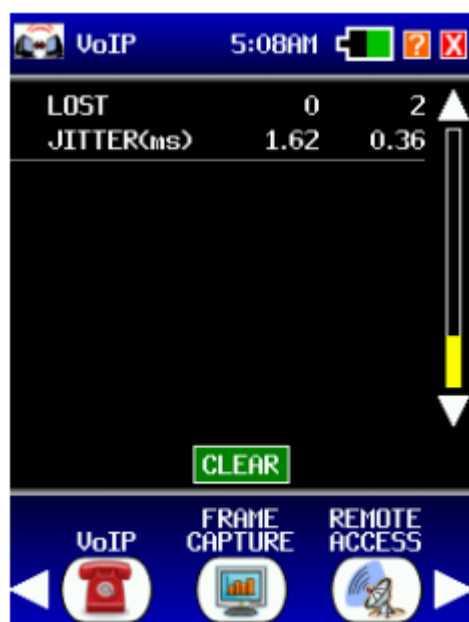 VoIP 5:08AM ? X
LOST 0 2
JITTER(ms) 1.62 0.36
CLEAR
VoIP
FRAME CAPTURE
REMOTE ACCESS